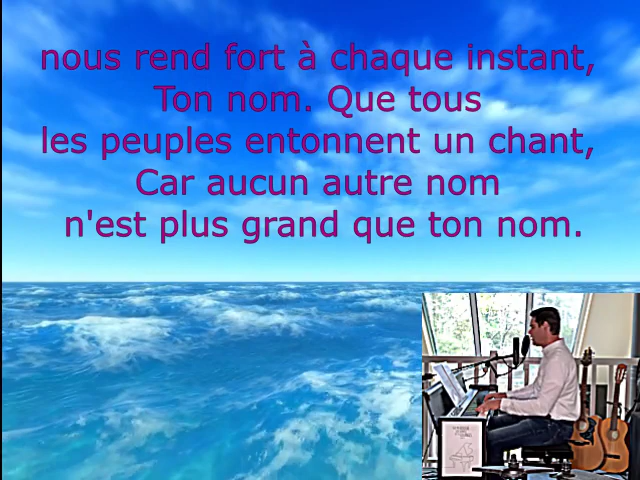 nous rend fort à chaque instant,
Ton nom. Que tous
les peuples entonnent un chant,
Car aucun autre nom
n'est plus grand que ton nom.